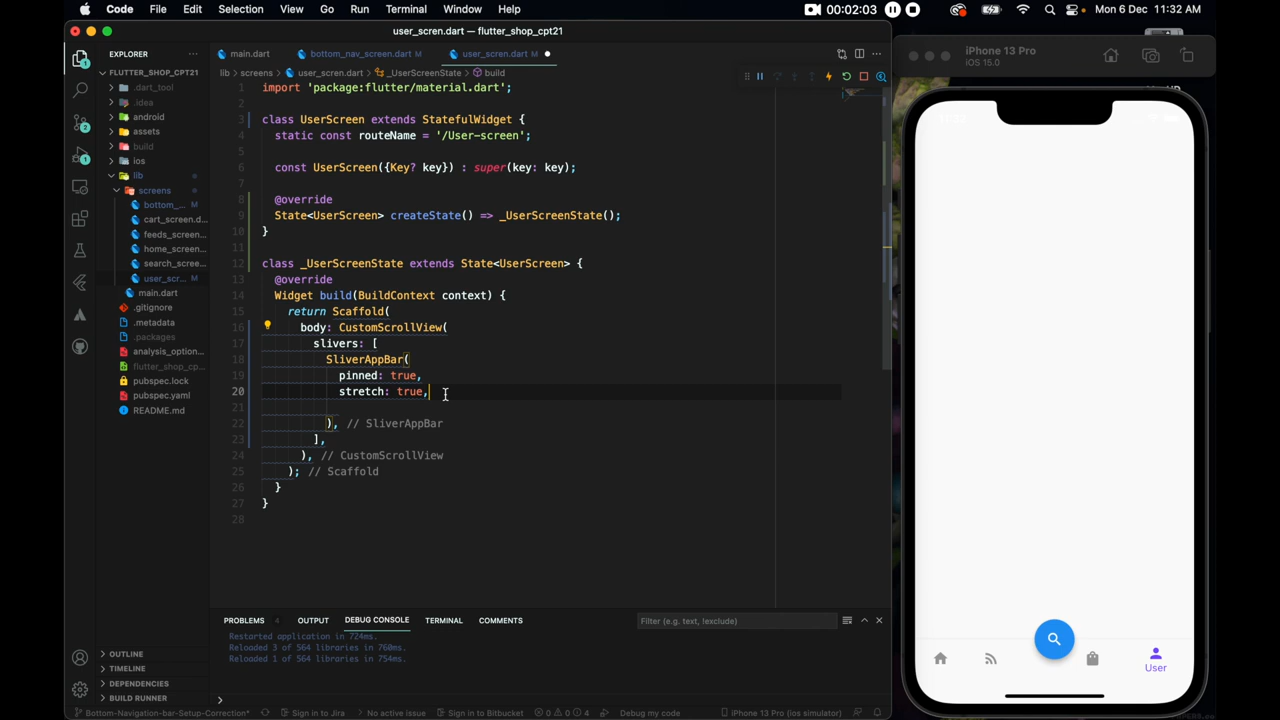 Code File Edit Selection View Go Run Terminal Window Help
00:02:03
Mon 6 Dec 11:32 AM
user_scren.dart — flutter_shop_cpt21
EXPLORER
FLUTTER_SHOP_CPT21
.dart_tool
.idea
android
assets
build
ios
lib
screens
bottom_... M
cart_screen.d...
feeds_screen...
home_screen...
search_scree...
user_scr... M
main.dart
.gitignore
.metadata
.packages
analysis_option...
flutter_shop_cp...
pubspec.lock
pubspec.yaml
README.md
OUTLINE
TIMELINE
DEPENDENCIES
BUILD RUNNER
main.dart
bottom_nav_screen.dart M
user_scren.dart M
lib > screens > user_scren.dart > _UserScreenState > build
1 import 'package:flutter/material.dart';
2
3 class UserScreen extends StatefulWidget {
4 static const routeName = '/User-screen';
5
6 const UserScreen({Key? key}) : super(key: key);
7
8 @override
9 State<UserScreen> createState() => _UserScreenState();
10 }
11
12 class _UserScreenState extends State<UserScreen> {
13 @override
14 Widget build(BuildContext context) {
15 return Scaffold(
16 body: CustomScrollView(
17 slivers: [
18 SliverAppBar(
19 pinned: true,
20 stretch: true,
21
22 ), // SliverAppBar
23 ],
24 ), // CustomScrollView
25 ); // Scaffold
26 }
27 }
28
PROBLEMS 4 OUTPUT DEBUG CONSOLE TERMINAL COMMENTS
Filter (e.g. text, !exclude)
Restarted application in 724ms.
Reloaded 3 of 564 libraries in 760ms.
Reloaded 1 of 564 libraries in 754ms.
Bottom-Navigation-bar-Setup-Correction* Sign in to Jira No active issue Sign in to Bitbucket 0 0 4 Debug my code iPhone 13 Pro (ios simulator)
iPhone 13 Pro
iOS 15.0
User